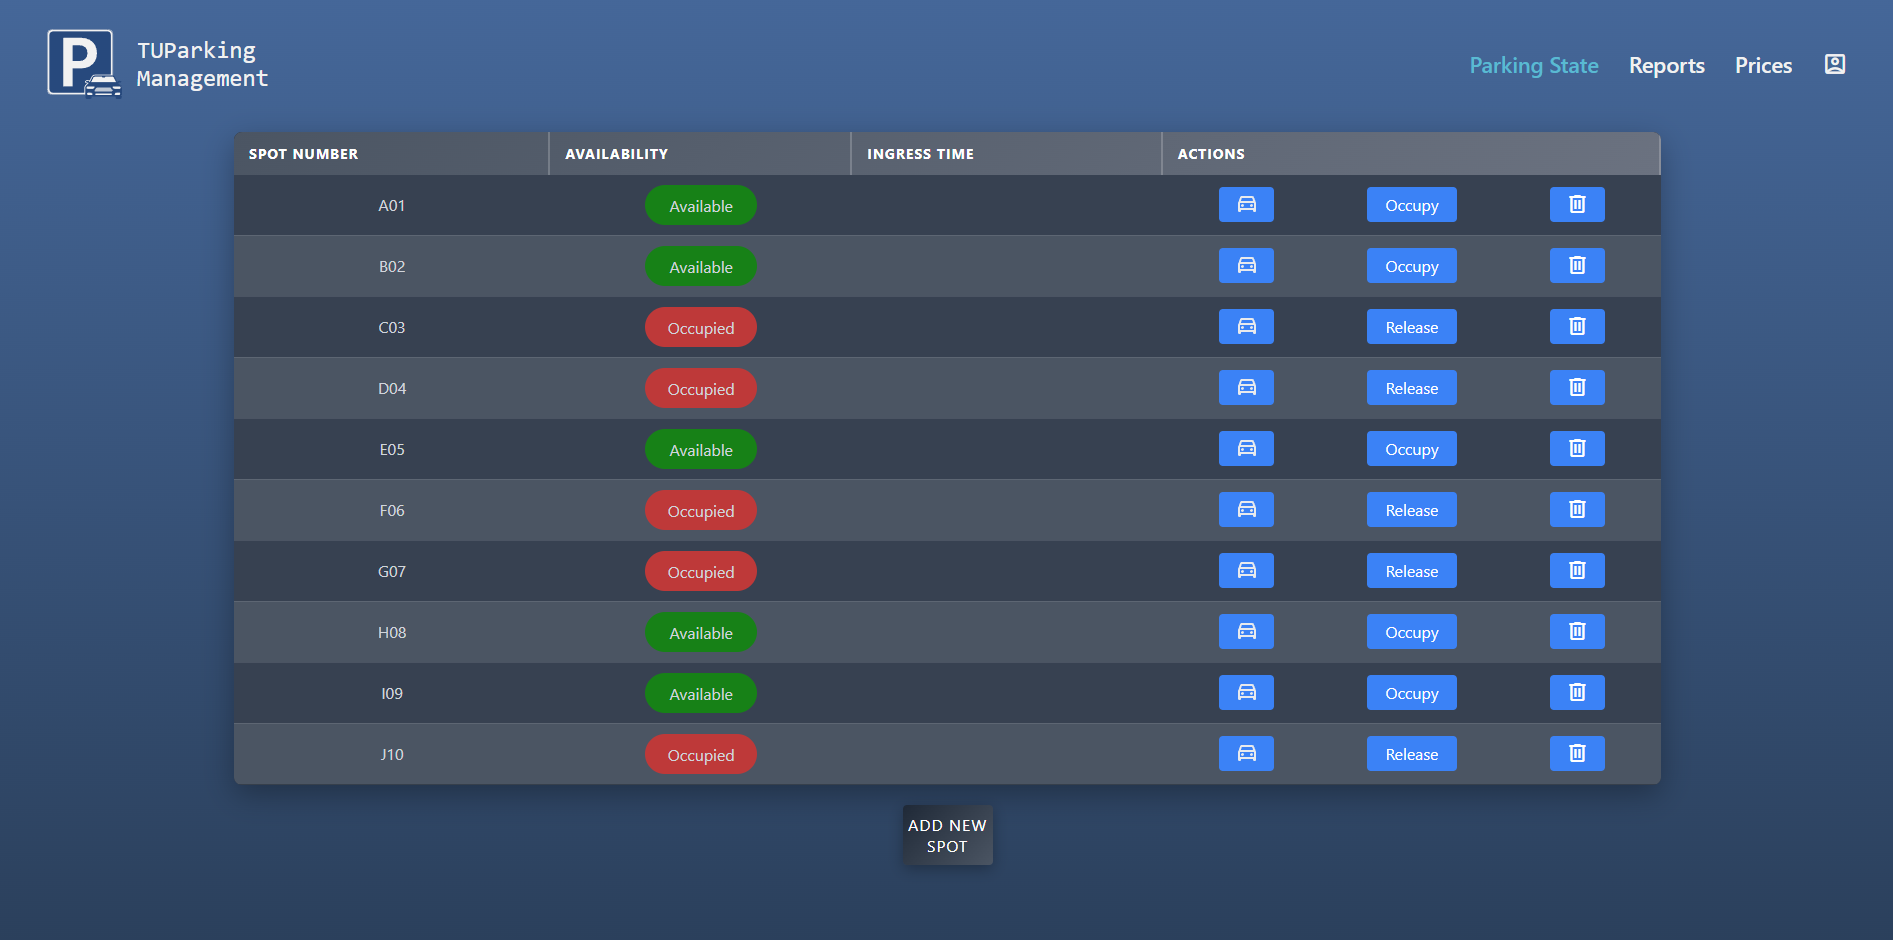 P
TUParking
Management
Parking State Reports Prices
SPOT NUMBER AVAILABILITY INGRESS TIME ACTIONS
A01 Available Occupy
B02 Available Occupy
C03 Occupied Release
D04 Occupied Release
E05 Available Occupy
F06 Occupied Release
G07 Occupied Release
H08 Available Occupy
I09 Available Occupy
J10 Occupied Release
ADD NEW
SPOT